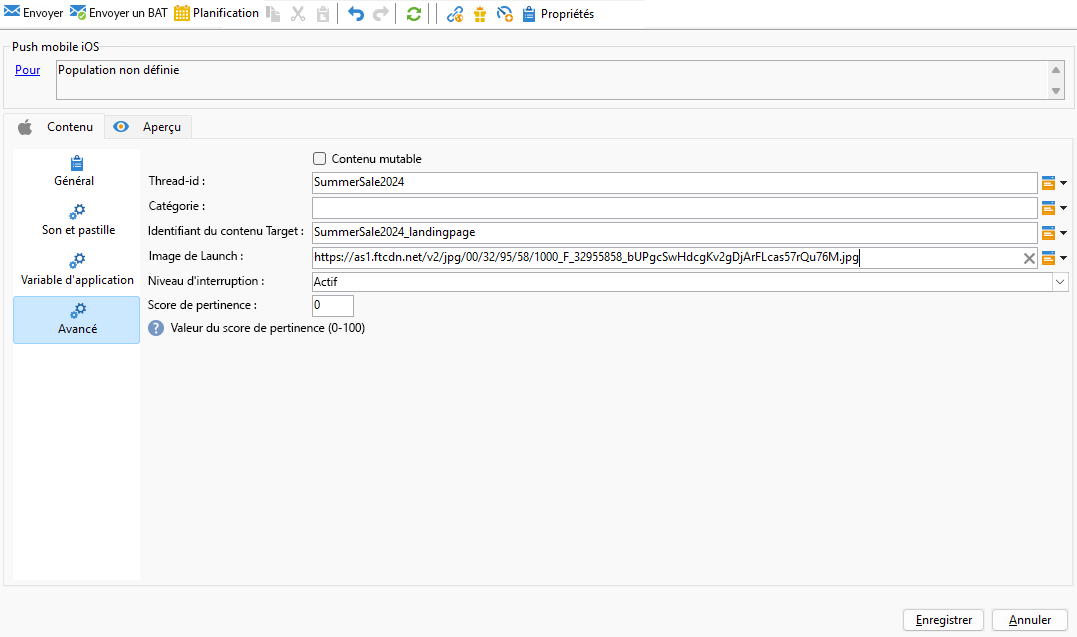 Envoyer Envoyer un BAT Planification Propriétés
Push mobile iOS
Pour Population non définie
Contenu Aperçu
Général
Son et pastille
Variable d'application
Avancé
Contenu mutable
Thread-id : SummerSale2024
Catégorie :
Identifiant du contenu Target : SummerSale2024_landingpage
Image de Launch : https://as1.ftcdn.net/v2/jpg/00/32/95/58/1000_F_32955858_bUPgcSwHdcgKv2gDjArFLcas57rQu76M.jpg
Niveau d'interruption : Actif
Score de pertinence : 0
? Valeur du score de pertinence (0-100)
Enregistrer Annuler